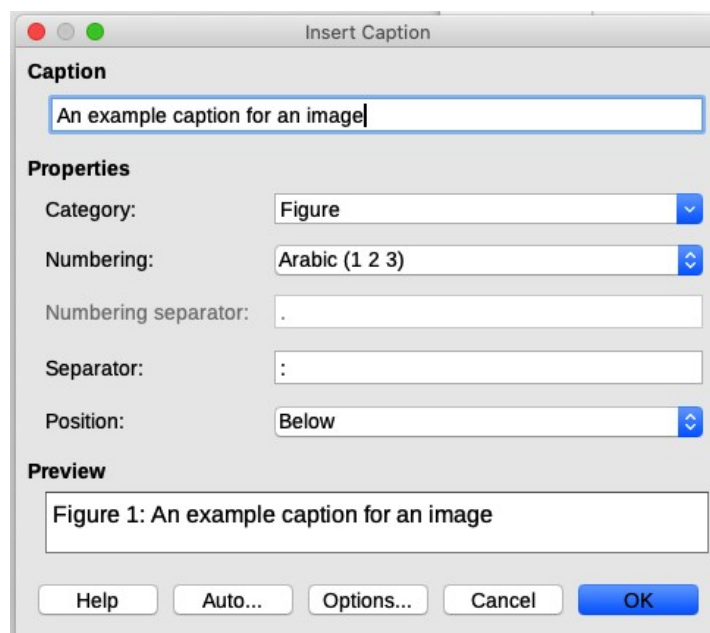 Insert Caption
Caption
An example caption for an image
Properties
Category: Figure
Numbering: Arabic (1 2 3)
Numbering separator: .
Separator: :
Position: Below
Preview
Figure 1: An example caption for an image
Help Auto... Options... Cancel OK